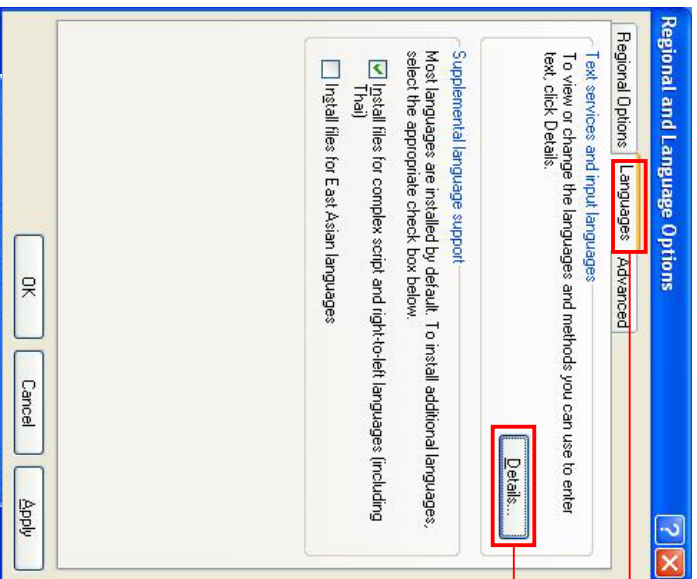 Regional and Language Options
Regional Options Languages Advanced
Text services and input languages
To view or change the languages and methods you can use to enter
text, click Details.
Details...
Supplemental language support
Most languages are installed by default. To install additional languages,
select the appropriate check box below.
Install files for complex script and right-to-left languages (including
Thai)
Install files for East Asian languages
OK Cancel Apply